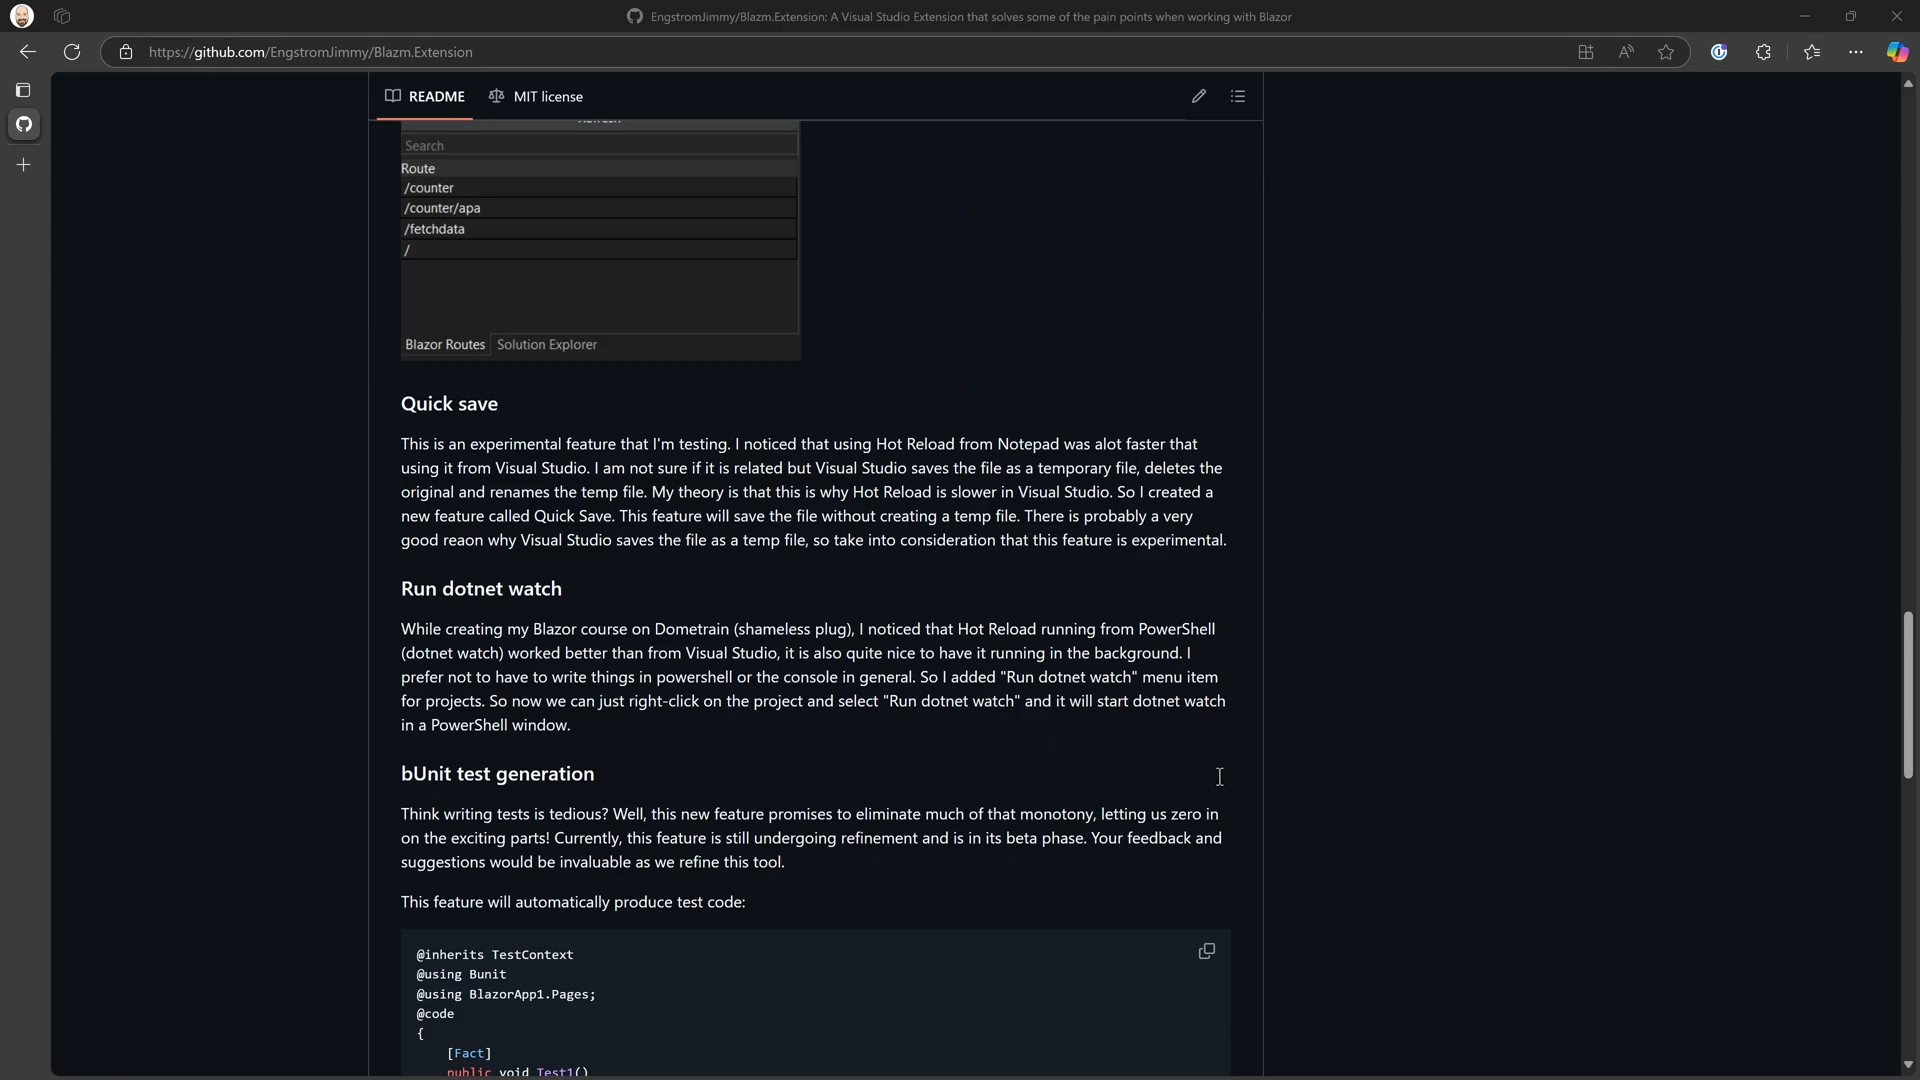 EngstromJimmy/Blazm.Extension: A Visual Studio Extension that solves some of the pain points when working with Blazor
https://github.com/EngstromJimmy/Blazm.Extension
README
MIT license
Refresh
Search
Route
/counter
/counter/apa
/fetchdata
/
Blazor Routes
Solution Explorer
Quick save
This is an experimental feature that I'm testing. I noticed that using Hot Reload from Notepad was alot faster that
using it from Visual Studio. I am not sure if it is related but Visual Studio saves the file as a temporary file, deletes the
original and renames the temp file. My theory is that this is why Hot Reload is slower in Visual Studio. So I created a
new feature called Quick Save. This feature will save the file without creating a temp file. There is probably a very
good reaon why Visual Studio saves the file as a temp file, so take into consideration that this feature is experimental.
Run dotnet watch
While creating my Blazor course on Dometrain (shameless plug), I noticed that Hot Reload running from PowerShell
(dotnet watch) worked better than from Visual Studio, it is also quite nice to have it running in the background. I
prefer not to have to write things in powershell or the console in general. So I added "Run dotnet watch" menu item
for projects. So now we can just right-click on the project and select "Run dotnet watch" and it will start dotnet watch
in a PowerShell window.
bUnit test generation
Think writing tests is tedious? Well, this new feature promises to eliminate much of that monotony, letting us zero in
on the exciting parts! Currently, this feature is still undergoing refinement and is in its beta phase. Your feedback and
suggestions would be invaluable as we refine this tool.
This feature will automatically produce test code:
@inherits TestContext
@using Bunit
@using BlazorApp1.Pages;
@code
{
[Fact]
public void Test1()